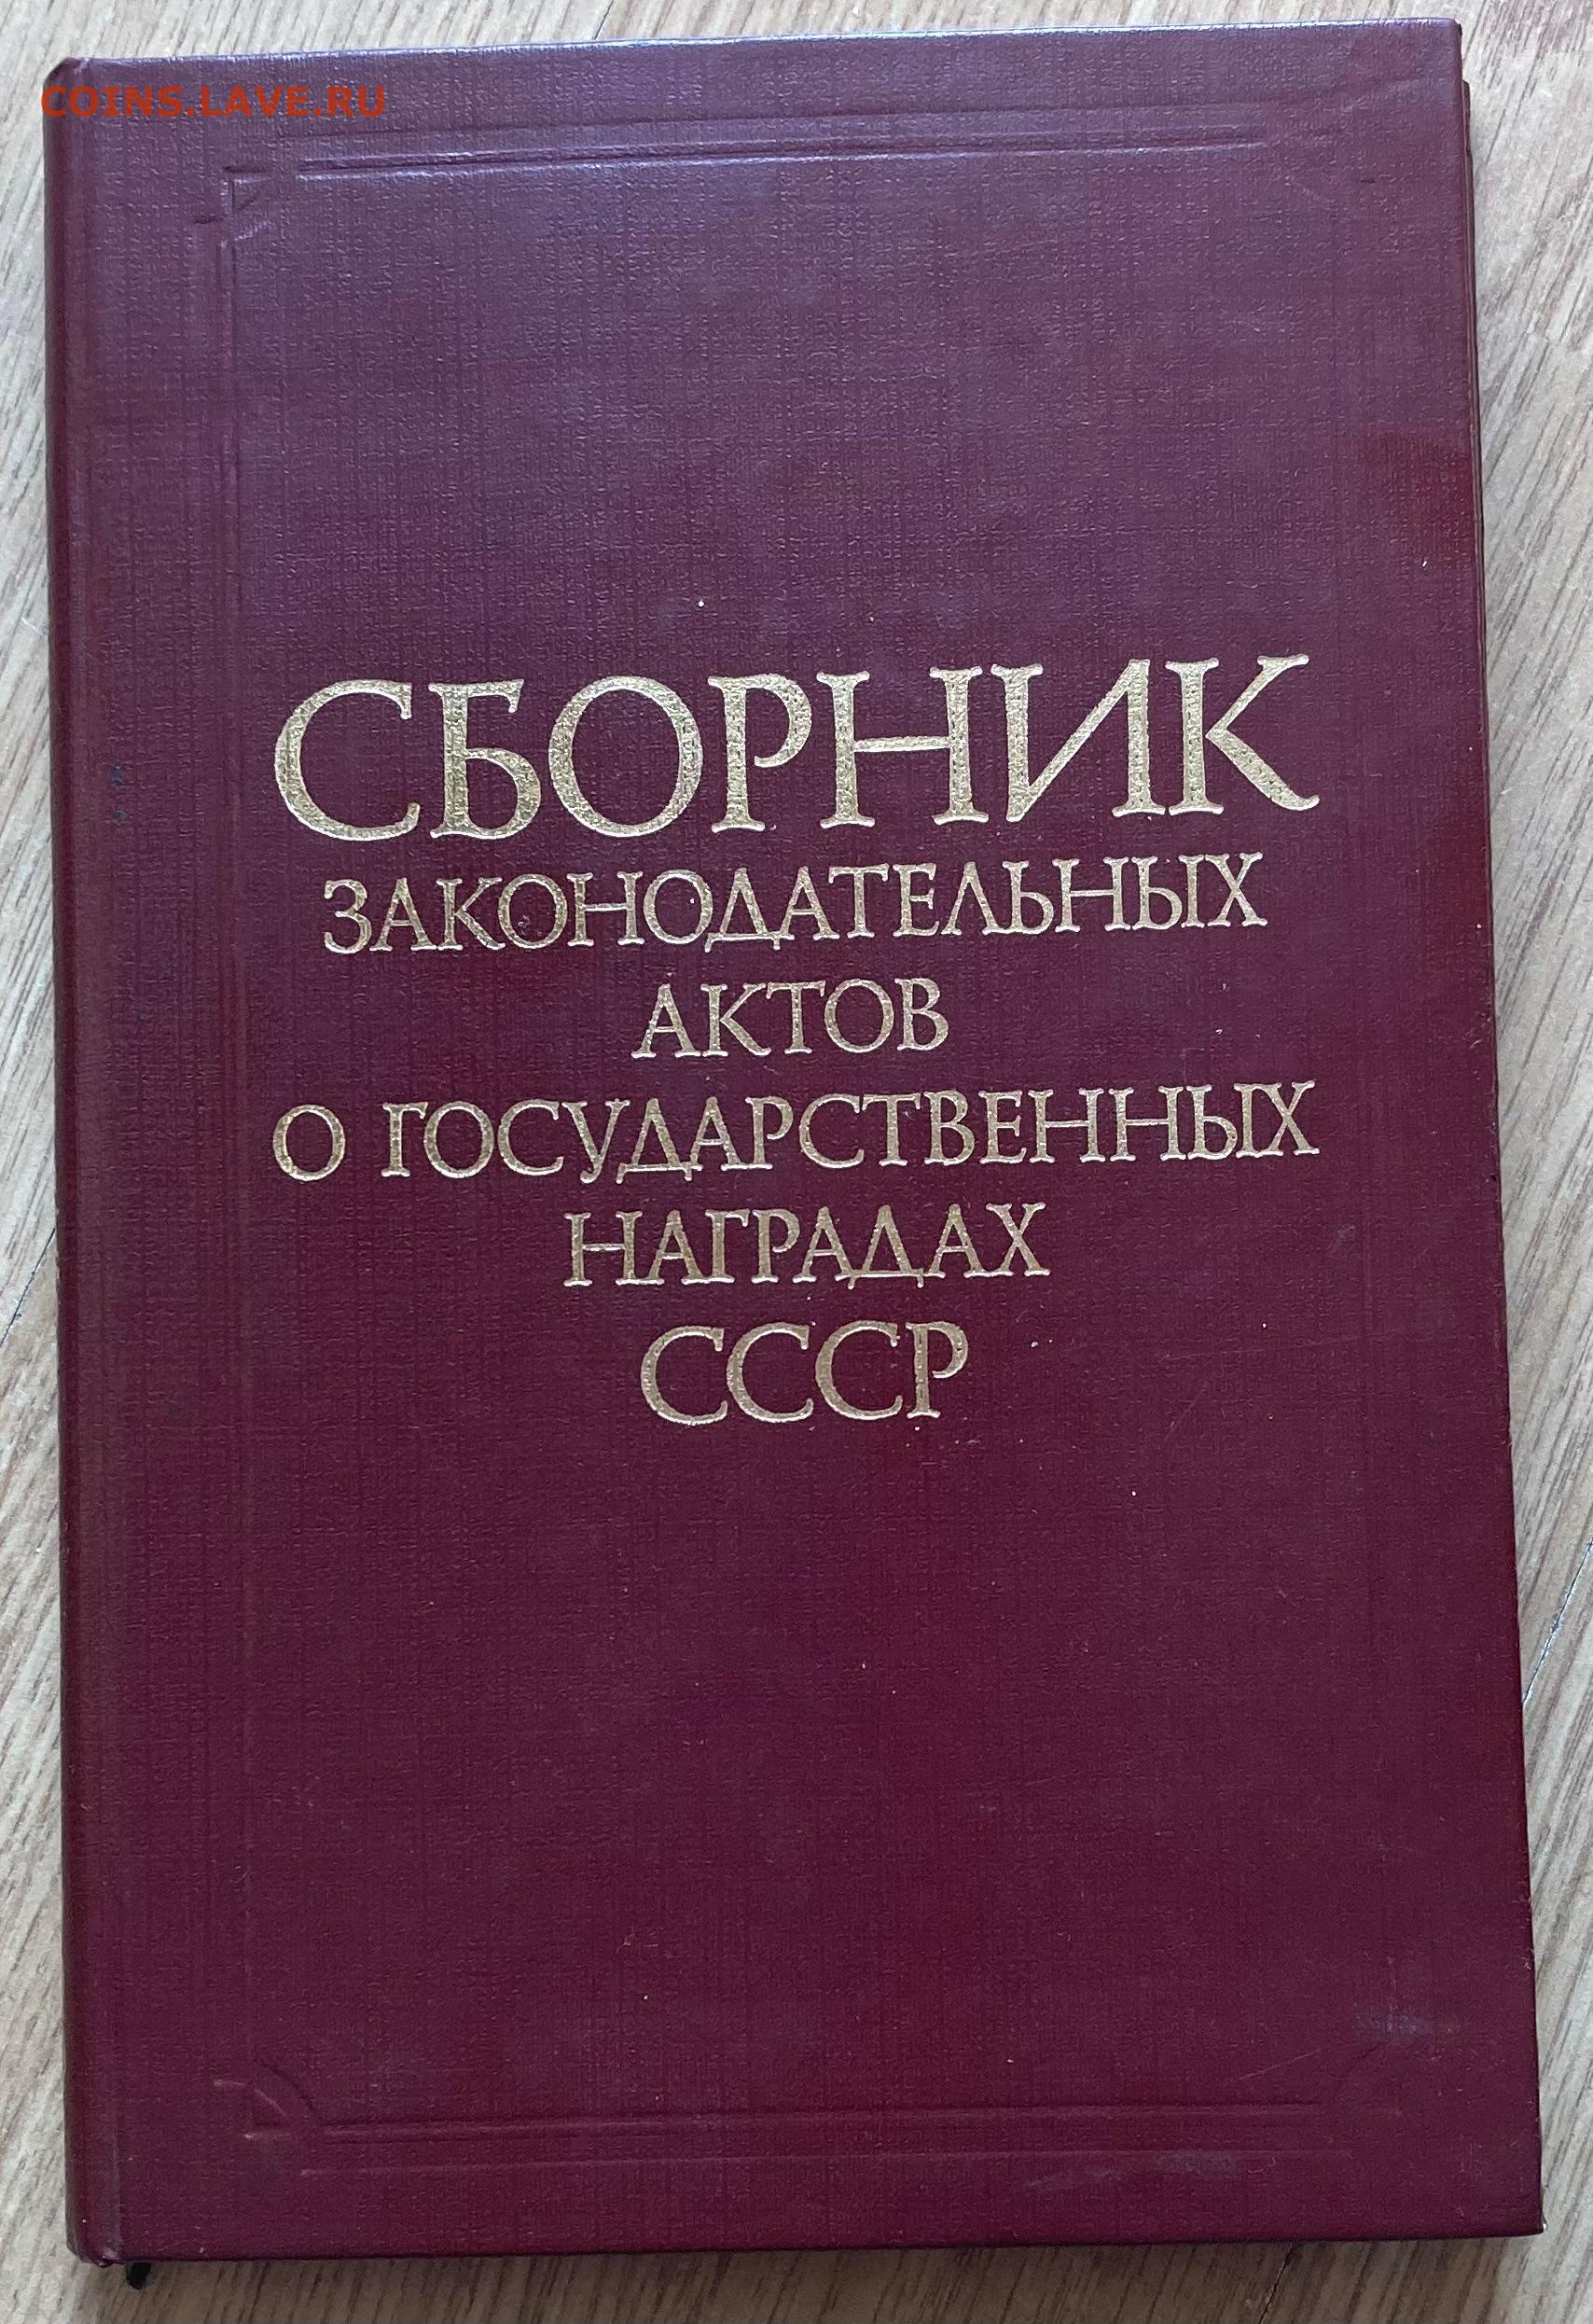 COINS.LAVE.RU
СБОРНИК
ЗАКОНОДАТЕЛЬНЫХ
АКТОВ
О ГОСУДАРСТВЕННЫХ
НАГРАДАХ
СССР